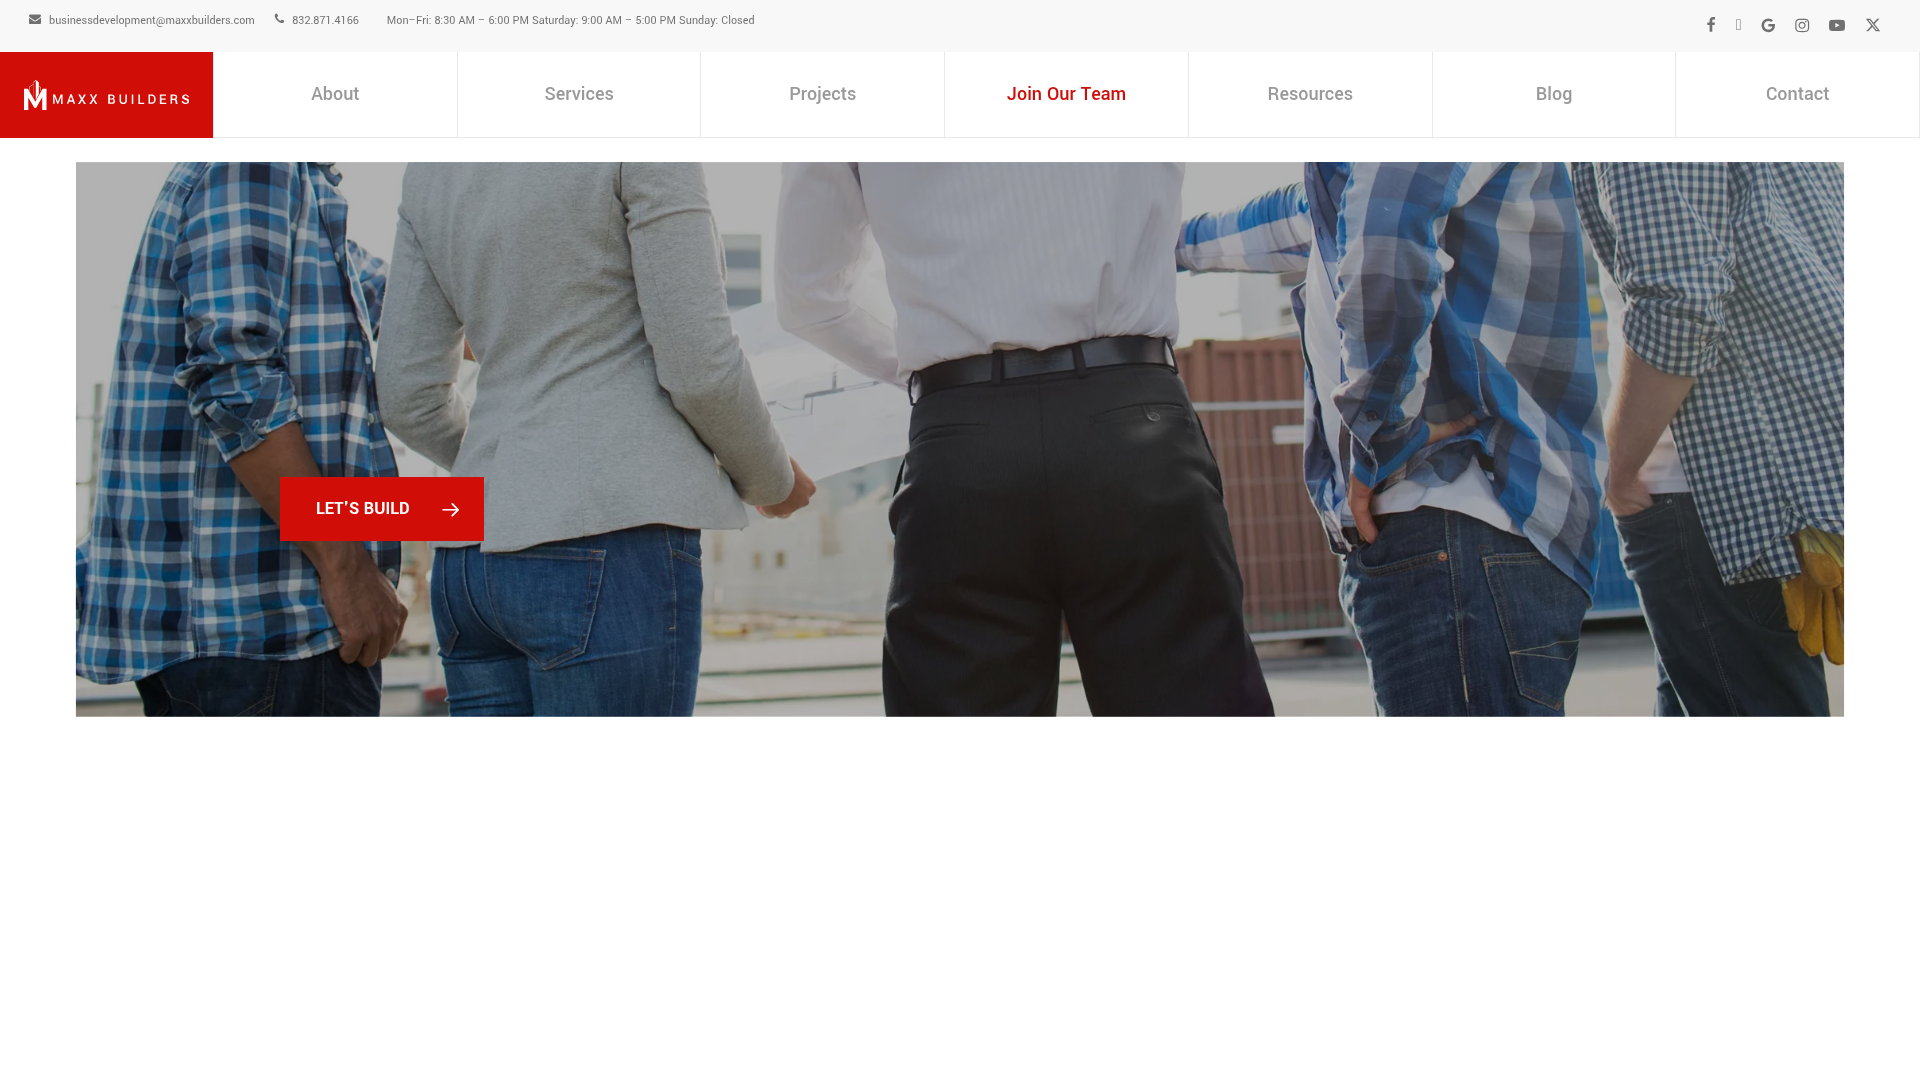 businessdevelopment@maxxbuilders.com 832.871.4166 Mon–Fri: 8:30 AM – 6:00 PM Saturday: 9:00 AM – 5:00 PM Sunday: Closed
MAXX BUILDERS About Services Projects Join Our Team Resources Blog Contact
LET'S BUILD